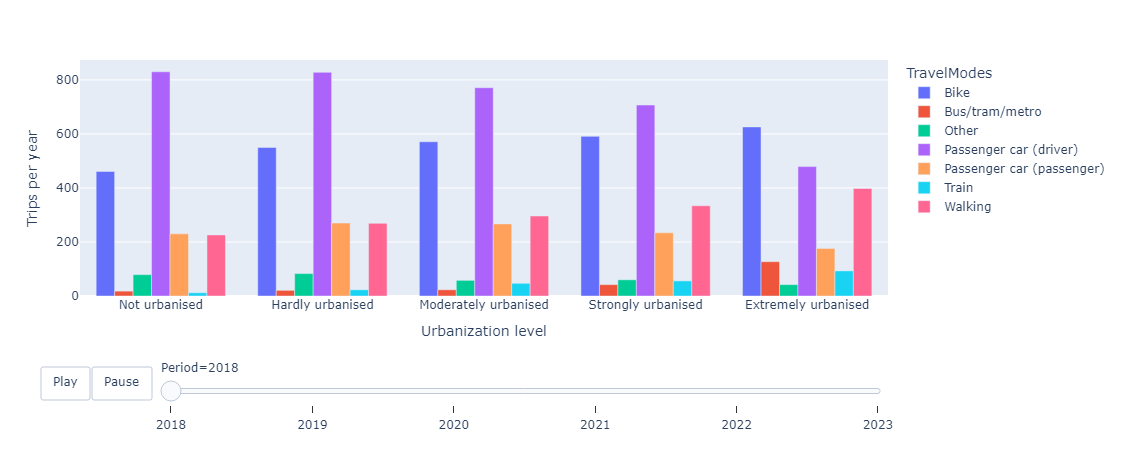 TravelModes
Bike
Bus/tram/metro
Other
Passenger car (driver)
Passenger car (passenger)
Train
Walking
Trips per year
800
600
400
200
0
Not urbanised
Hardly urbanised
Moderately urbanised
Strongly urbanised
Extremely urbanised
Urbanization level
Play
Pause
Period=2018
2018
2019
2020
2021
2022
2023